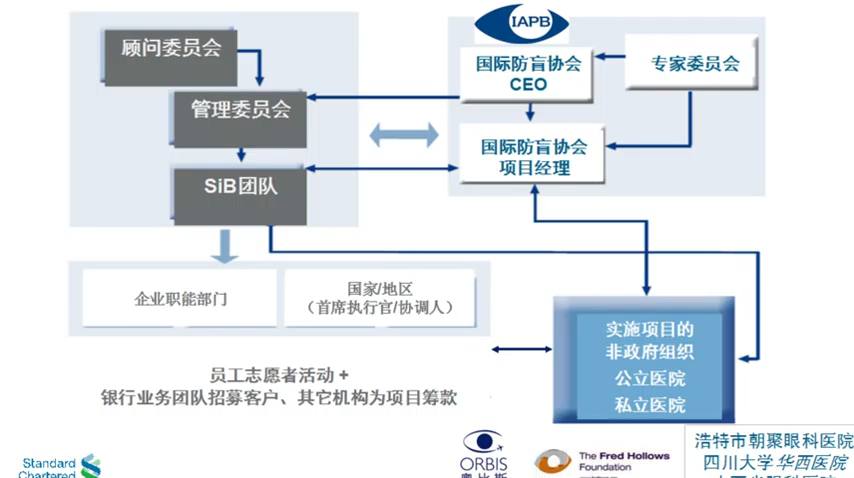 IAPB
顾问委员会
管理委员会
SiB团队
国际防盲协会
CEO
专家委员会
国际防盲协会
项目经理
企业职能部门
国家/地区
（首席执行官/协调人）
实施项目的
非政府组织
公立医院
私立医院
员工志愿者活动 +
银行业务团队招募客户、其它机构为项目筹款
Standard
Chartered
ORBIS
The Fred Hollows
Foundation
浩特市朝聚眼科医院
四川大学华西医院